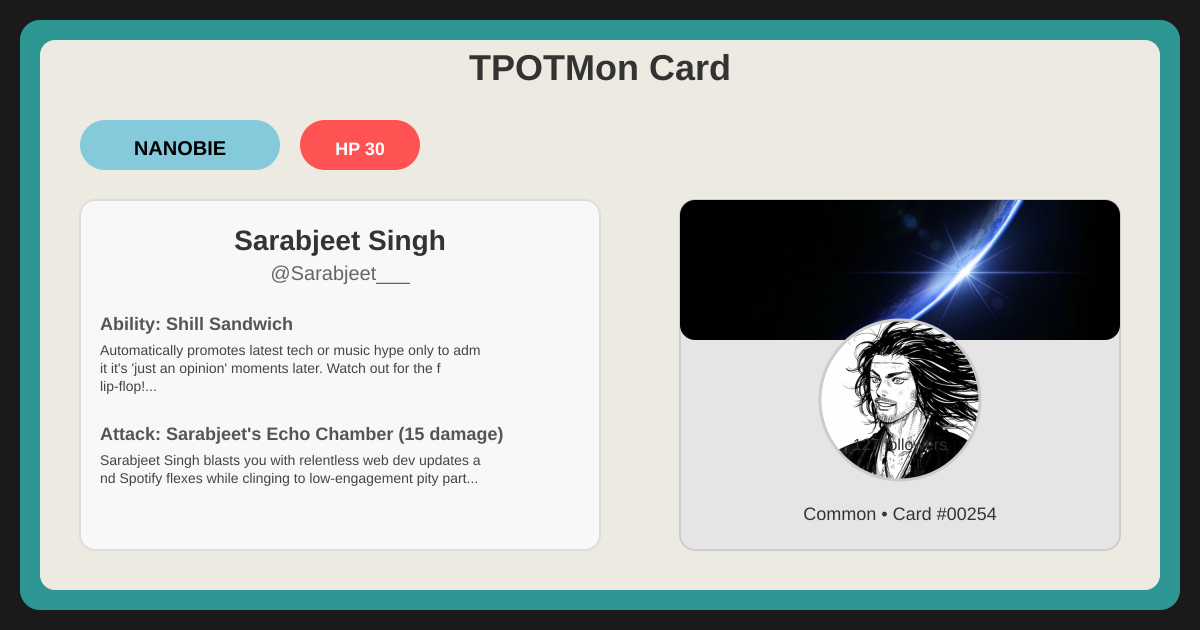 TPOTMon Card
NANOBIE
HP 30
Sarabjeet Singh
@Sarabjeet___
Ability: Shill Sandwich
Automatically promotes latest tech or music hype only to adm
it it's 'just an opinion' moments later. Watch out for the f
lip-flop!...
Attack: Sarabjeet's Echo Chamber (15 damage)
Sarabjeet Singh blasts you with relentless web dev updates a
nd Spotify flexes while clinging to low-engagement pity part...
followers
Common • Card #00254